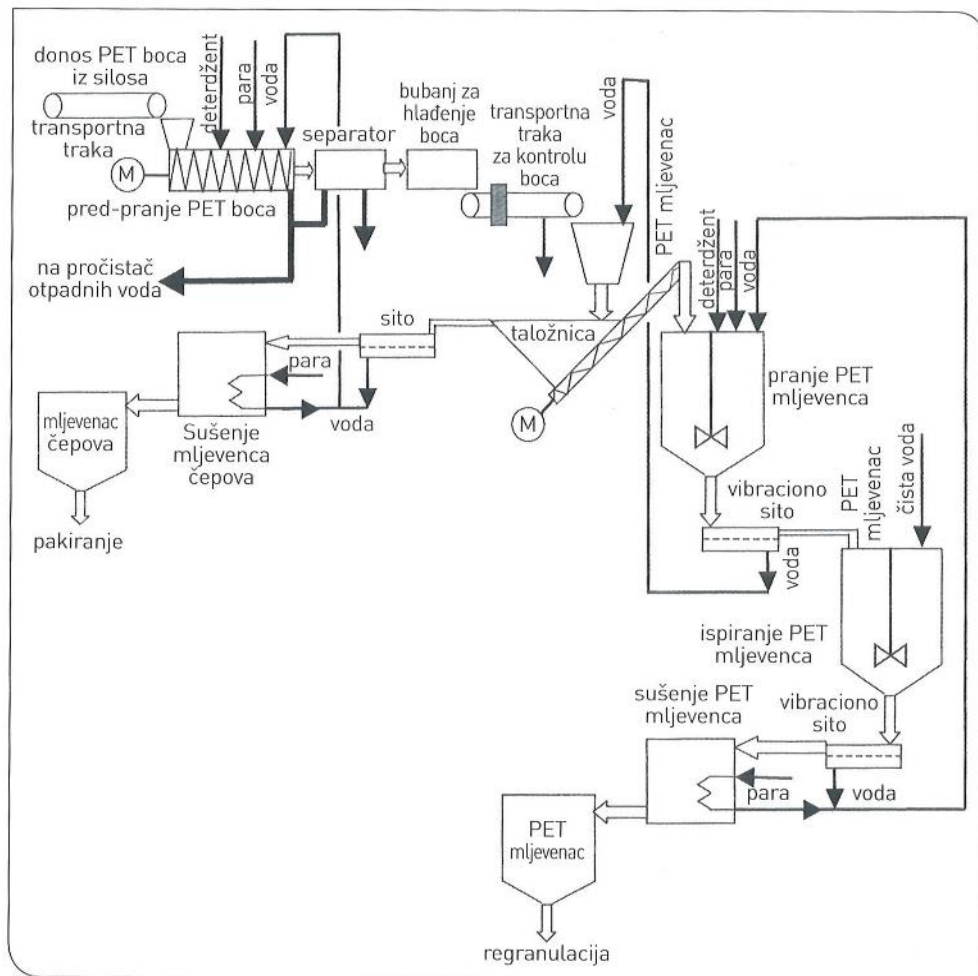 donos PET boca
iz silosa
transportna
traka
M
pred-pranje PET boca
deterdžent
para
voda
separator
bubanj za
hlađenje
boca
transportna
traka
za kontrolu
boca
voda
PET mljevenac
na pročistač
otpadnih voda
sito
taložnica
M
para
voda
Sušenje
mljevenca
čepova
mljevenac
čepova
pakiranje
deterdžent
para
voda
pranje PET
mljevenca
vibraciono
sito
voda
PET
mljevenac
čista voda
ispiranje PET
mljevenca
vibraciono
sito
voda
sušenje PET
mljevenca
para
PET
mljevenac
regranulacija